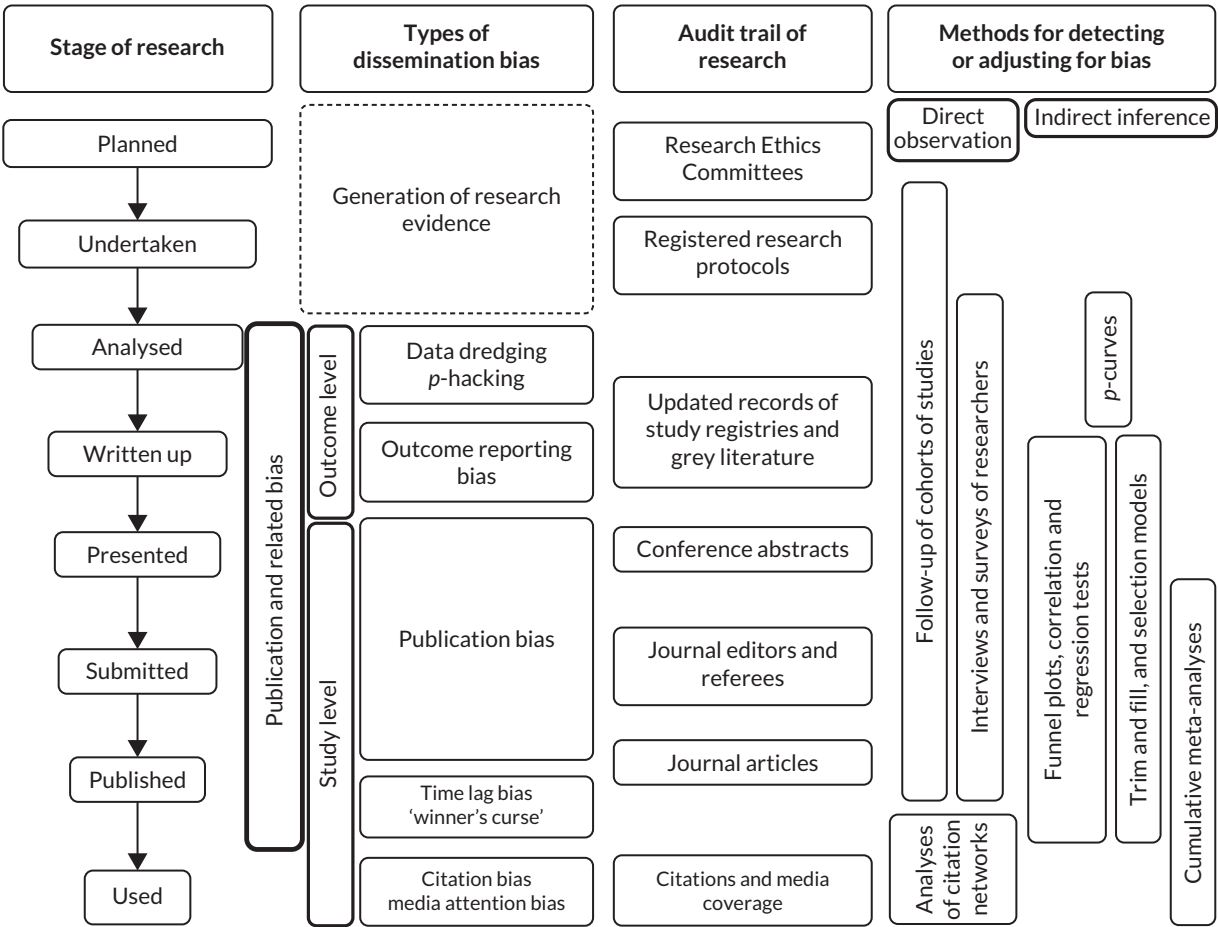 Stage of research
Types of
dissemination bias
Audit trail of
research
Methods for detecting
or adjusting for bias
Direct
observation
Indirect inference
Planned
Undertaken
Analysed
Written up
Presented
Submitted
Published
Used
Publication and related bias
Outcome level
Study level
Generation of research
evidence
Data dredging
p-hacking
Outcome reporting
bias
Publication bias
Time lag bias
‘winner’s curse’
Citation bias
media attention bias
Research Ethics
Committees
Registered research
protocols
Updated records of
study registries and
grey literature
Conference abstracts
Journal editors and
referees
Journal articles
Citations and media
coverage
Follow-up of cohorts of studies
Interviews and surveys of researchers
Analyses
of citation
networks
p-curves
Funnel plots, correlation and
regression tests
Trim and fill, and selection models
Cumulative meta-analyses